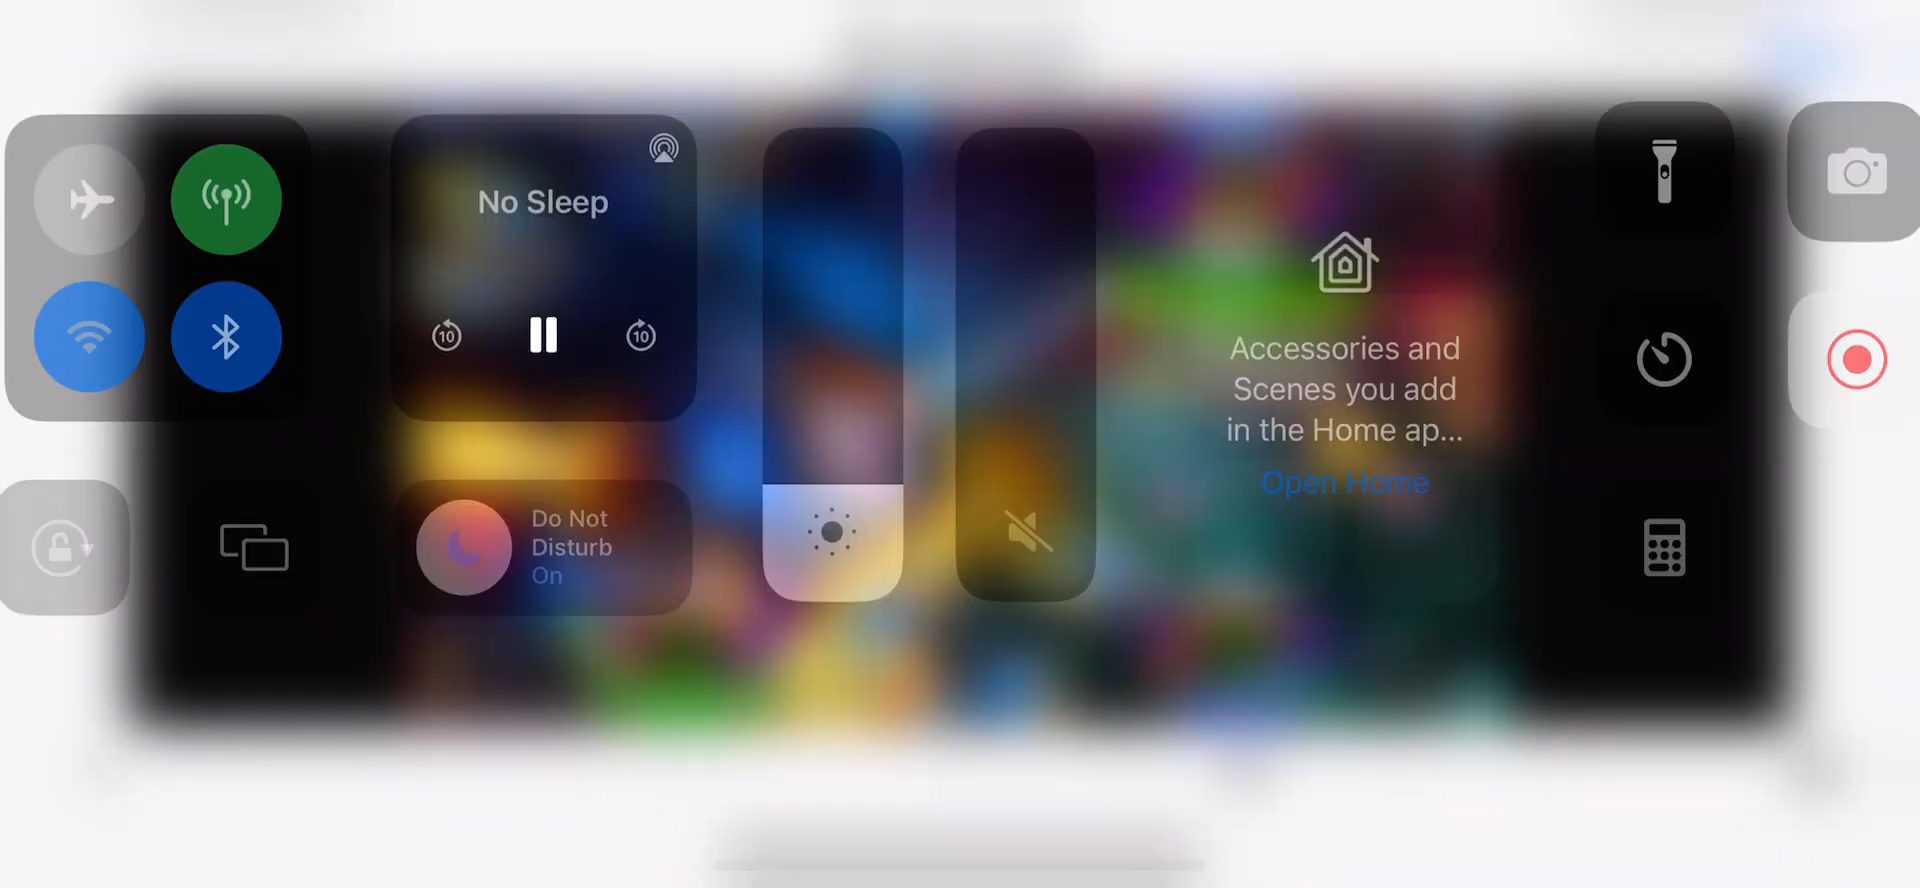 No Sleep
10
10
Do Not
Disturb
On
Accessories and
Scenes you add
in the Home ap...
Open Home